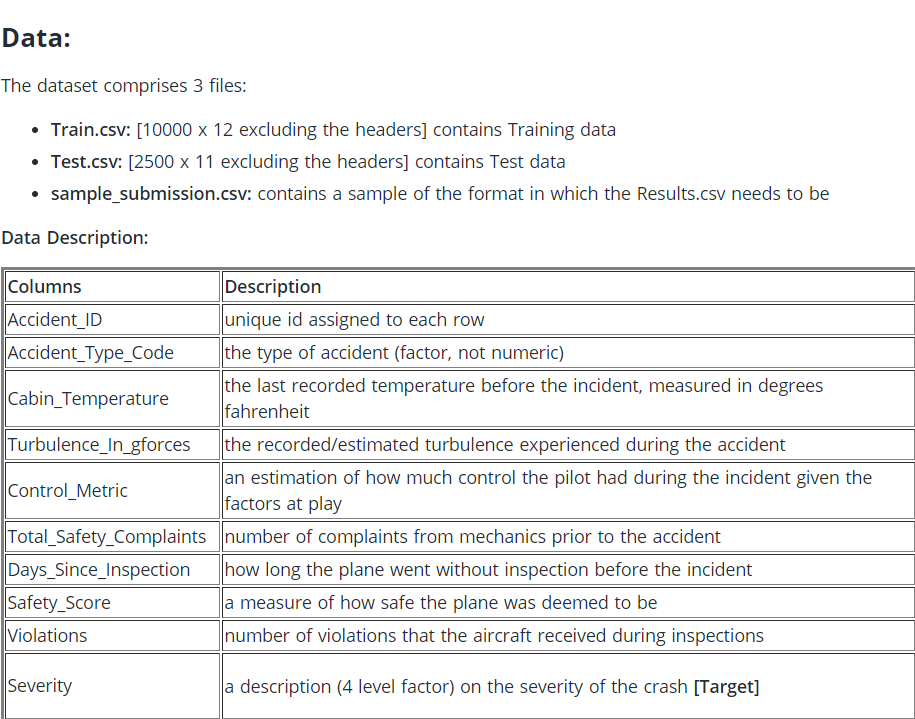 Data:
The dataset comprises 3 files:
• Train.csv: [10000 x 12 excluding the headers] contains Training data
• Test.csv: [2500 x 11 excluding the headers] contains Test data
• sample_submission.csv: contains a sample of the format in which the Results.csv needs to be
Data Description:
Columns Description
Accident_ID unique id assigned to each row
Accident_Type_Code the type of accident (factor, not numeric)
Cabin_Temperature the last recorded temperature before the incident, measured in degrees
fahrenheit
Turbulence_In_gforces the recorded/estimated turbulence experienced during the accident
Control_Metric an estimation of how much control the pilot had during the incident given the
factors at play
Total_Safety_Complaints number of complaints from mechanics prior to the accident
Days_Since_Inspection how long the plane went without inspection before the incident
Safety_Score a measure of how safe the plane was deemed to be
Violations number of violations that the aircraft received during inspections
Severity a description (4 level factor) on the severity of the crash [Target]